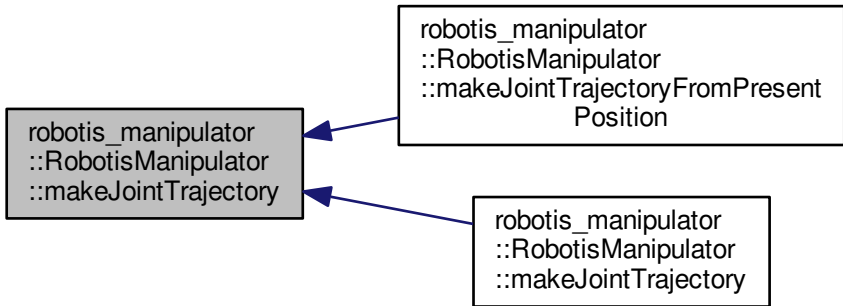 robotis_manipulator
::RobotisManipulator
::makeJointTrajectory
robotis_manipulator
::RobotisManipulator
::makeJointTrajectoryFromPresent
Position
robotis_manipulator
::RobotisManipulator
::makeJointTrajectory